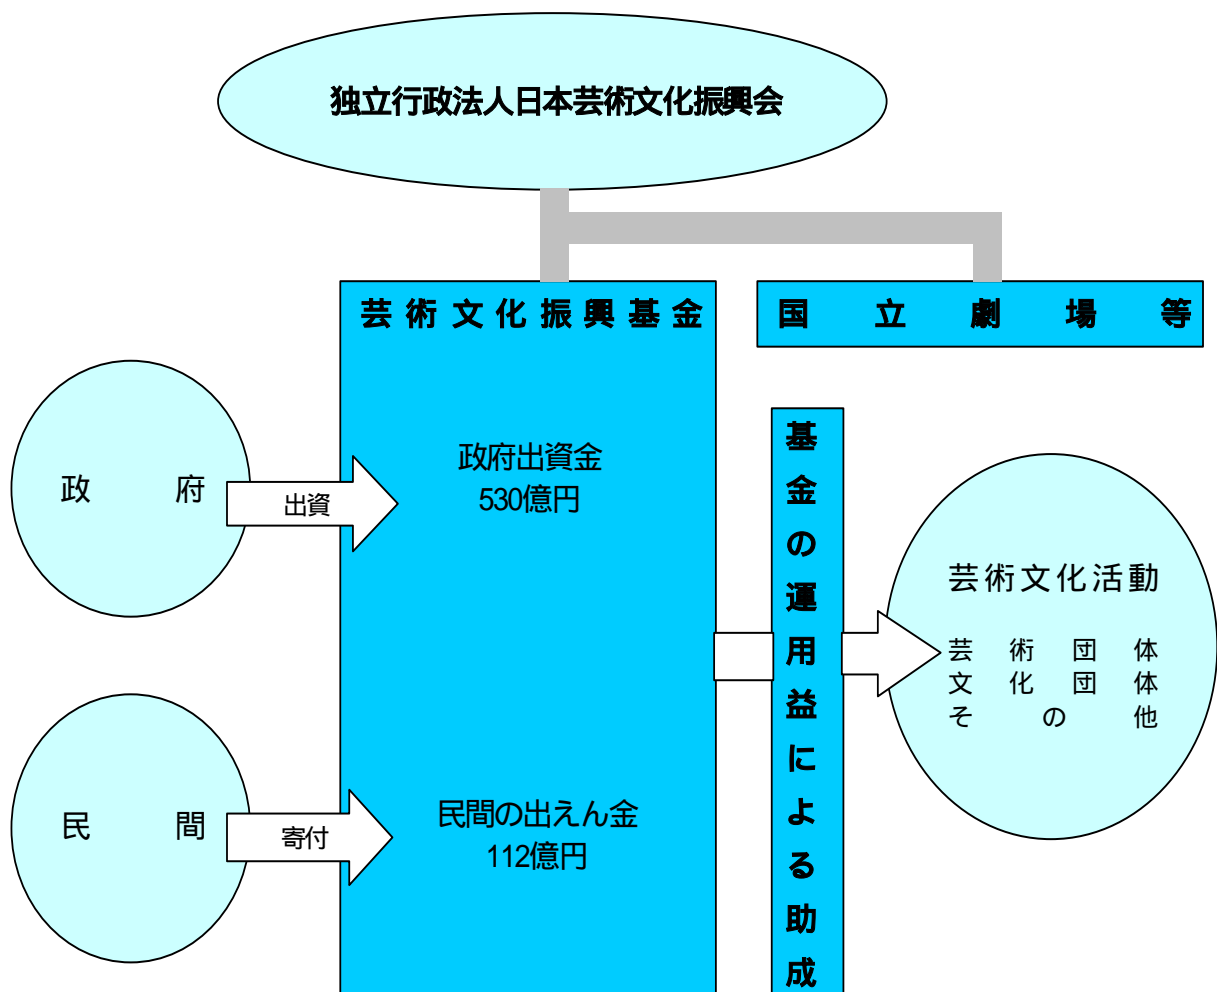 独立行政法人日本芸術文化振興会
芸術文化振興基金
国立劇場等
政府
出資
政府出資金
530億円
民間
寄付
民間の出えん金
112億円
基金の運用益による助成
芸術文化活動
芸術団体
文化団体
その他